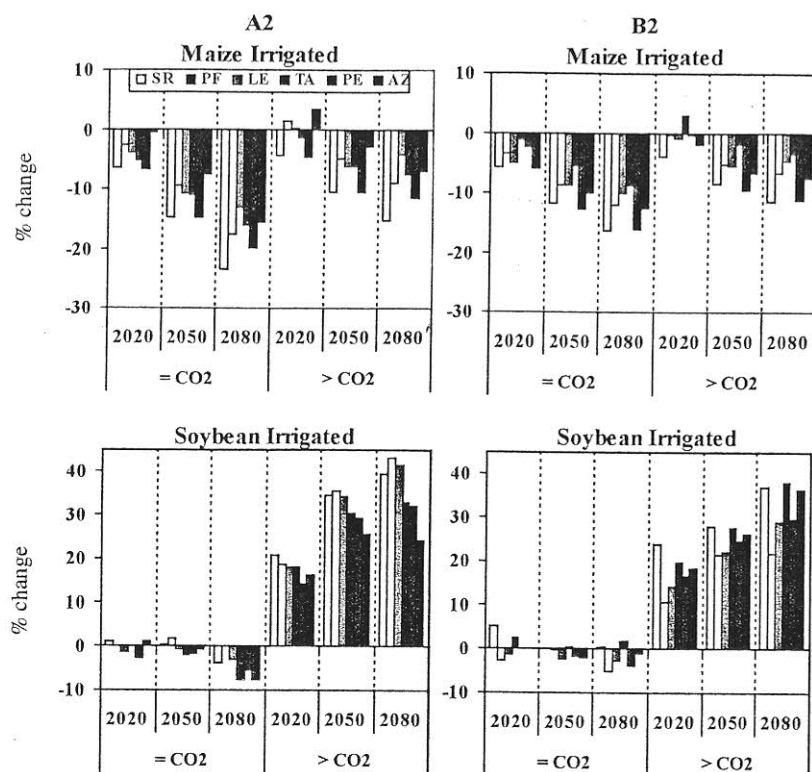 A2
B2
Maize Irrigated
Maize Irrigated
SR PF LE TA PE AZ
10
0
-10
-20
-30
% change
2020 2050 2080 2020 2050 2080
= CO2 > CO2
10
0
-10
-20
-30
2020 2050 2080 2020 2050 2080
= CO2 > CO2
Soybean Irrigated
Soybean Irrigated
40
30
20
10
0
-10
% change
2020 2050 2080 2020 2050 2080
= CO2 > CO2
40
30
20
10
0
-10
2020 2050 2080 2020 2050 2080
= CO2 > CO2